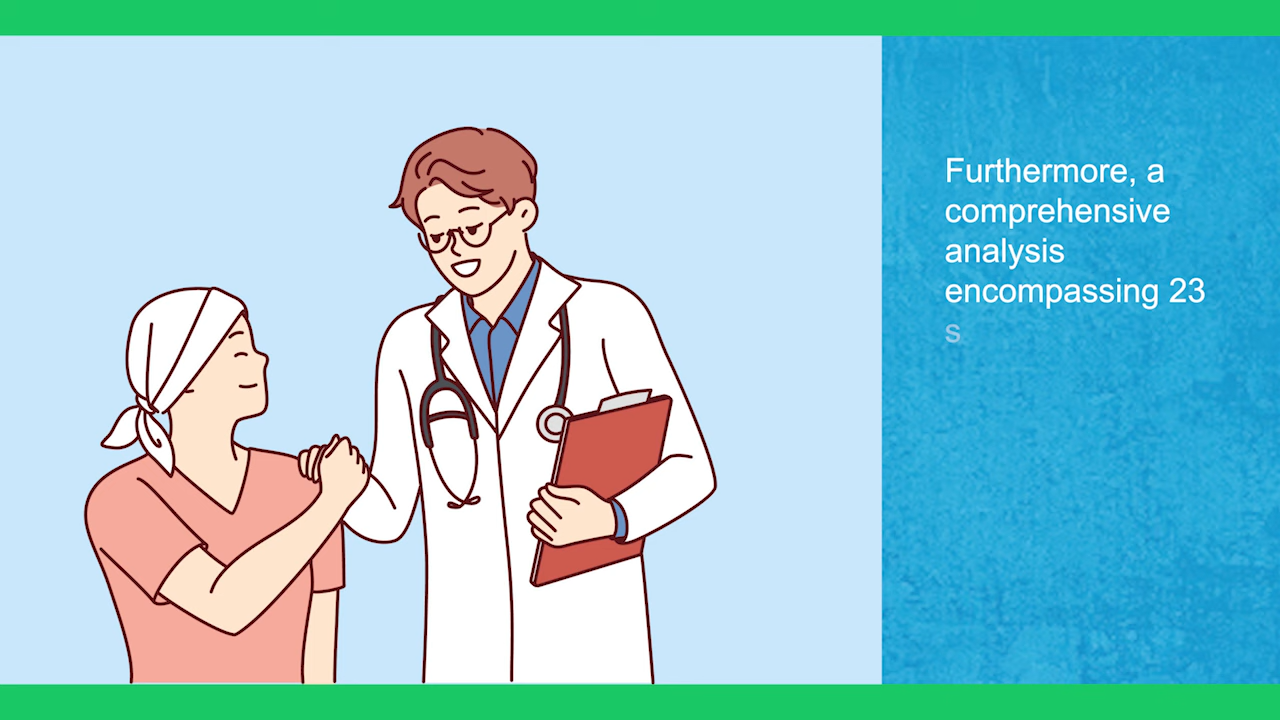 Furthermore, a
comprehensive
analysis
encompassing 23
s